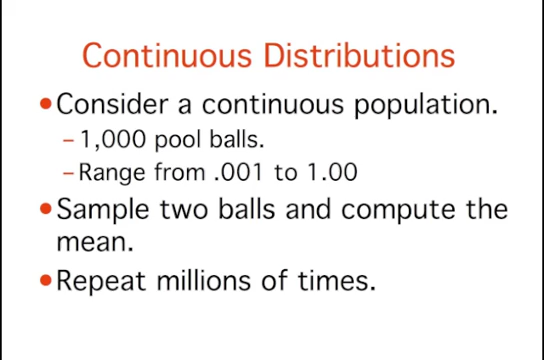 Continuous Distributions
•Consider a continuous population.
–1,000 pool balls.
–Range from .001 to 1.00
•Sample two balls and compute the
mean.
•Repeat millions of times.